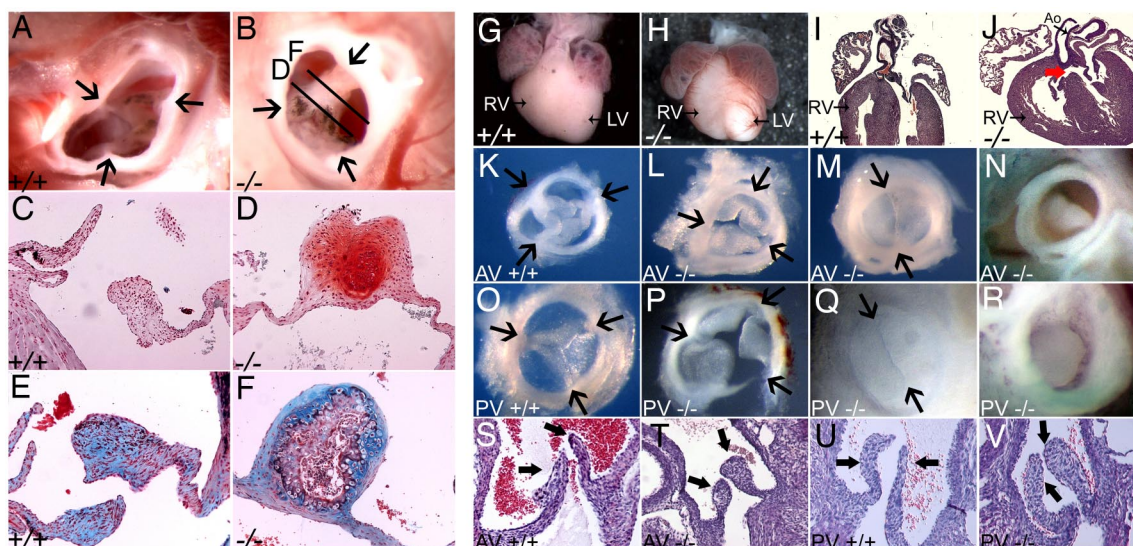 A
+/+
B
F
D
-/-
C
+/+
D
-/-
E
+/+
F
-/-
G
RV
LV
+/+
H
RV
LV
-/-
I
RV
+/+
J
Ao
RV
-/-
K
AV +/+
L
AV -/-
M
AV -/-
N
AV -/-
O
PV +/+
P
PV -/-
Q
PV -/-
R
PV -/-
S
AV +/+
T
AV -/-
U
PV +/+
V
PV -/-